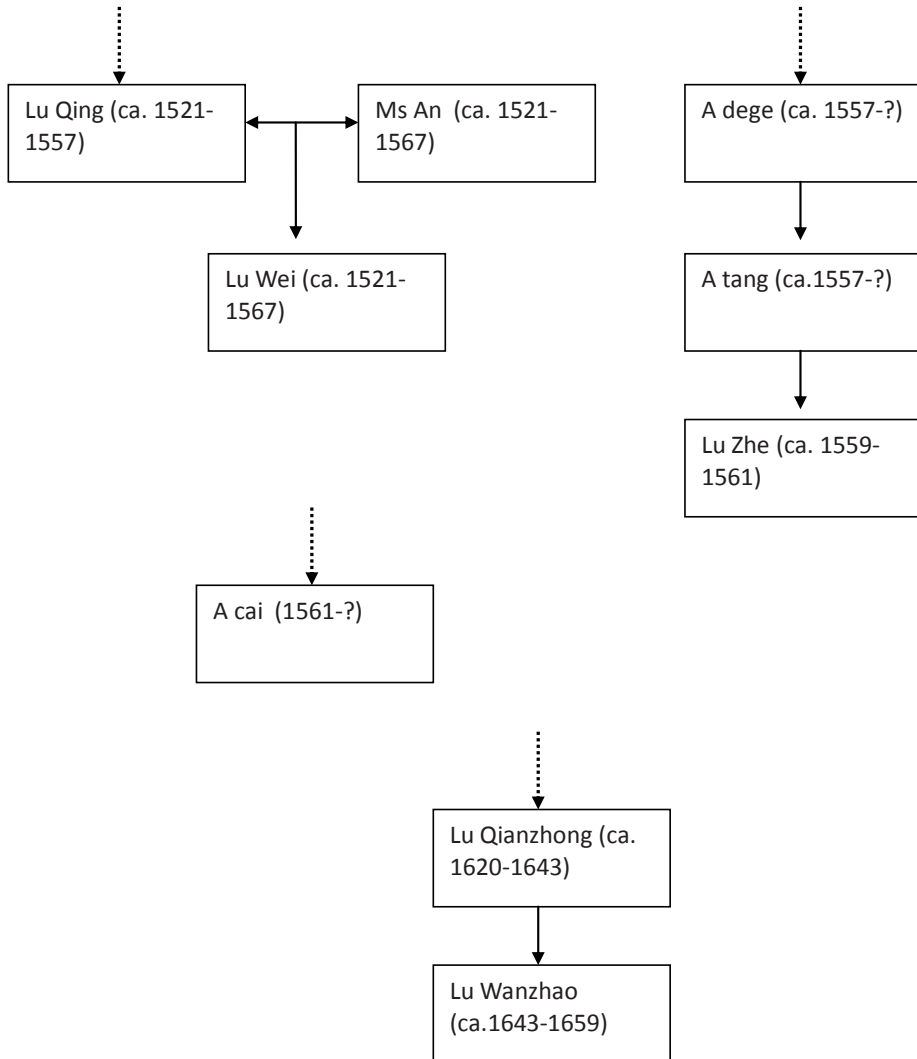 Lu Qing (ca. 1521-
1557)
Ms An (ca. 1521-
1567)
A dege (ca. 1557-?)
Lu Wei (ca. 1521-
1567)
A tang (ca.1557-?)
Lu Zhe (ca. 1559-
1561)
A cai (1561-?)
Lu Qianzhong (ca.
1620-1643)
Lu Wanzhao
(ca.1643-1659)